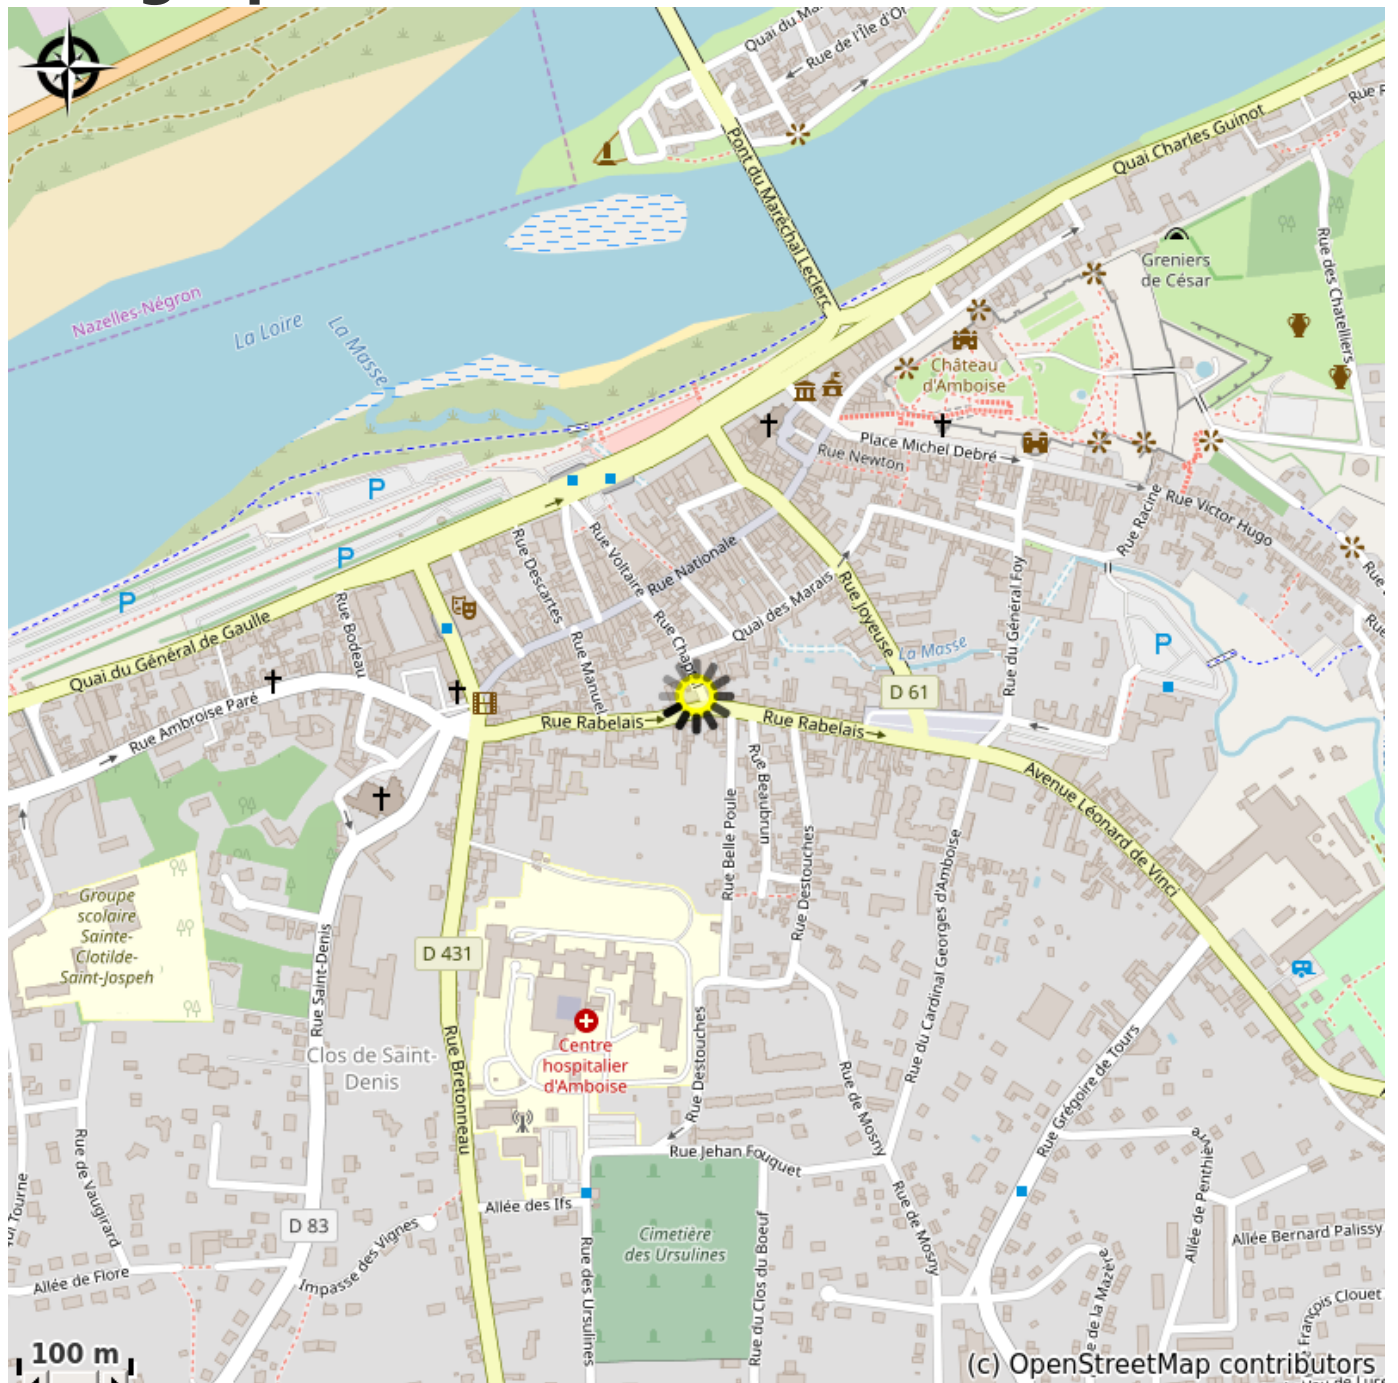 Quai du Ma
Rue de l'Île d'Or
Pont du Maréchal Leclerc
Quai Charles Guinot
Rue des Chatelliers
Greniers
de César
Nazelles-Négron
La Loire
La Masse
Château
d'Amboise
Place Michel Debré
Rue Newton
Rue Victor Hugo
Rue Racine
P
P
P
Rue Descartes
Rue Voltaire
Rue Nationale
Quai des Marais
Rue Joyeuse
Rue du Général Foy
La Masse
P
Quai du Général de Gaulle
Rue Bodeau
Rue Manuel
Rue Chap
Rue Ambroise Paré
Rue Rabelais
Rue Rabelais
D 61
Avenue Léonard de Vinci
Rue Belle Poule
Rue Beaubrun
Rue Destouches
Rue du Cardinal Georges d'Amboise
Groupe
scolaire
Sainte-
Clotilde-
Saint-Jospeh
Rue Saint-Denis
D 431
Clos de Saint-
Denis
Rue Bretonneau
Centre
hospitalier
d'Amboise
Rue Destouches
Rue de Mosny
Rue Grégoire de Tours
Rue Jehan Fouquet
Allée des Ifs
Cimetière
des Ursulines
Rue des Ursulines
Rue du Clos du Boeuf
Rue de Mosny
Allée de Penthièvre
Allée Bernard Palissy
Rue de Vaugirard
D 83
Impasse des Vignes
Allée de Flore
e de la Mazère
François Clouet
100 m
(c) OpenStreetMap contributors